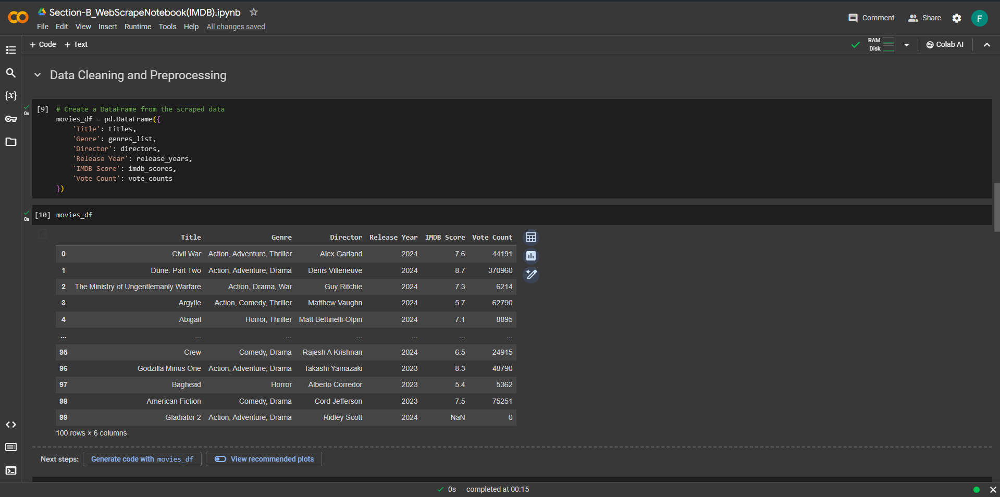 Section-B_WebScrapeNotebook(IMDB).ipynb
File Edit View Insert Runtime Tools Help All changes saved
Comment Share F
+ Code + Text
RAM
Disk
Colab AI
Data Cleaning and Preprocessing
0s
[9] # Create a DataFrame from the scraped data
movies_df = pd.DataFrame({
'Title': titles,
'Genre': genres_list,
'Director': directors,
'Release Year': release_years,
'IMDB Score': imdb_scores,
'Vote Count': vote_counts
})
0s
[10] movies_df
Title Genre Director Release Year IMDB Score Vote Count
0 Civil War Action, Adventure, Thriller Alex Garland 2024 7.6 44191
1 Dune: Part Two Action, Adventure, Drama Denis Villeneuve 2024 8.7 370960
2 The Ministry of Ungentlemanly Warfare Action, Drama, War Guy Ritchie 2024 7.3 6214
3 Argylle Action, Comedy, Thriller Matthew Vaughn 2024 5.7 62790
4 Abigail Horror, Thriller Matt Bettinelli-Olpin 2024 7.1 8895
... ... ... ... ... ... ...
95 Crew Comedy, Drama Rajesh A Krishnan 2024 6.5 24915
96 Godzilla Minus One Action, Adventure, Drama Takashi Yamazaki 2023 8.3 48790
97 Baghead Horror Alberto Corredor 2023 5.4 5362
98 American Fiction Comedy, Drama Cord Jefferson 2023 7.5 75251
99 Gladiator 2 Action, Adventure, Drama Ridley Scott 2024 NaN 0
100 rows × 6 columns
Next steps: Generate code with movies_df View recommended plots
0s completed at 00:15